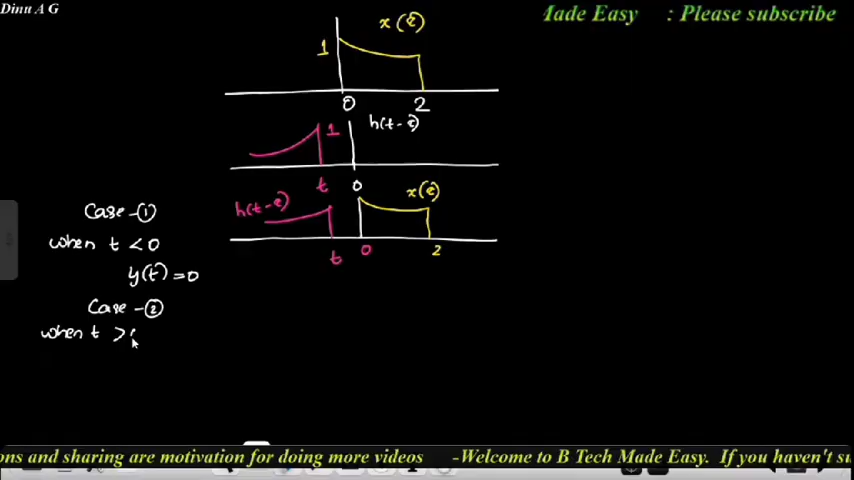 Dinu A G
Made Easy : Please subscribe
x(τ)
1
0 2
h(t-τ)
1
t 0
h(t-τ) x(τ)
t 0 2
Case-①
when t <0
y(t)=0
Case-②
when t >
ons and sharing are motivation for doing more videos -Welcome to B Tech Made Easy. If you haven't su